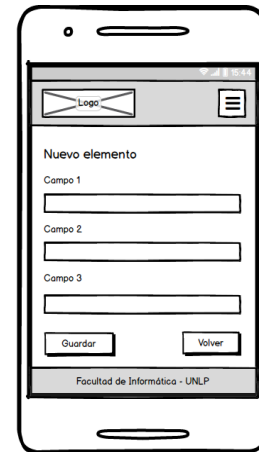 15:44
Logo
Nuevo elemento
Campo 1
Campo 2
Campo 3
Guardar Volver
Facultad de Informática - UNLP